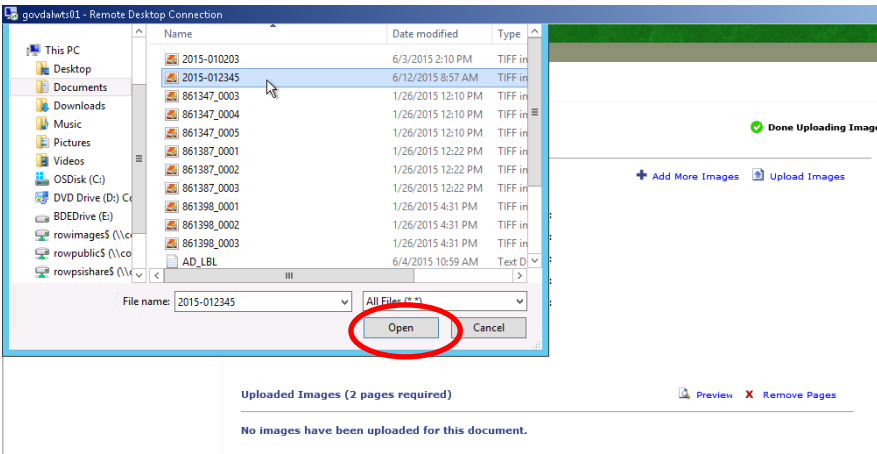 govdalwts01 - Remote Desktop Connection
Name Date modified Type
This PC
Desktop
Documents
Downloads
Music
Pictures
Videos
OSDisk (C:)
DVD Drive (D:) Co
BDEDrive (E:)
rowimages$ (\\co
rowpublic$ (\\co
rowpsishare$ (\\c
2015-010203 6/3/2015 2:10 PM TIFF in
2015-012345 6/12/2015 8:57 AM TIFF in
861347_0003 1/26/2015 12:10 PM TIFF in
861347_0004 1/26/2015 12:10 PM TIFF in
861347_0005 1/26/2015 12:10 PM TIFF in
861387_0001 1/26/2015 12:22 PM TIFF in
861387_0002 1/26/2015 12:22 PM TIFF in
861387_0003 1/26/2015 12:22 PM TIFF in
861398_0001 1/26/2015 4:31 PM TIFF in
861398_0002 1/26/2015 4:31 PM TIFF in
861398_0003 1/26/2015 4:31 PM TIFF in
AD_LBL 6/4/2015 10:59 AM Text D
File name: 2015-012345 All Files (*.*)
Open Cancel
Done Uploading Image
Add More Images Upload Images
:
:
:
:
:
Uploaded Images (2 pages required) Preview X Remove Pages
No images have been uploaded for this document.